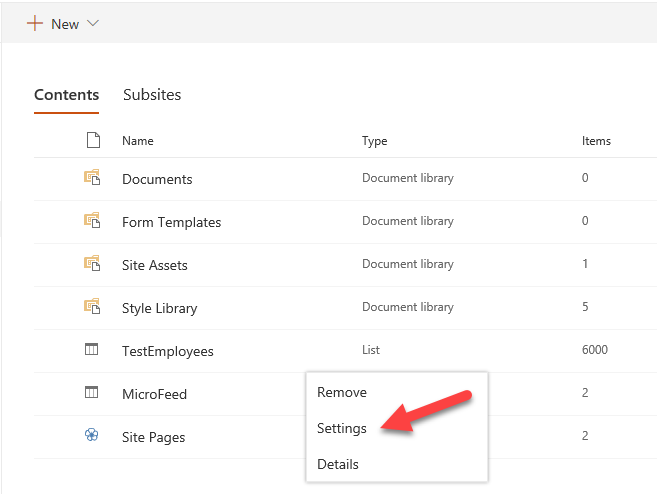 New
Contents Subsites
Name Type Items
Documents Document library 0
Form Templates Document library 0
Site Assets Document library 1
Style Library Document library 5
TestEmployees List 6000
MicroFeed 2
Remove
Settings
Details
Site Pages 2